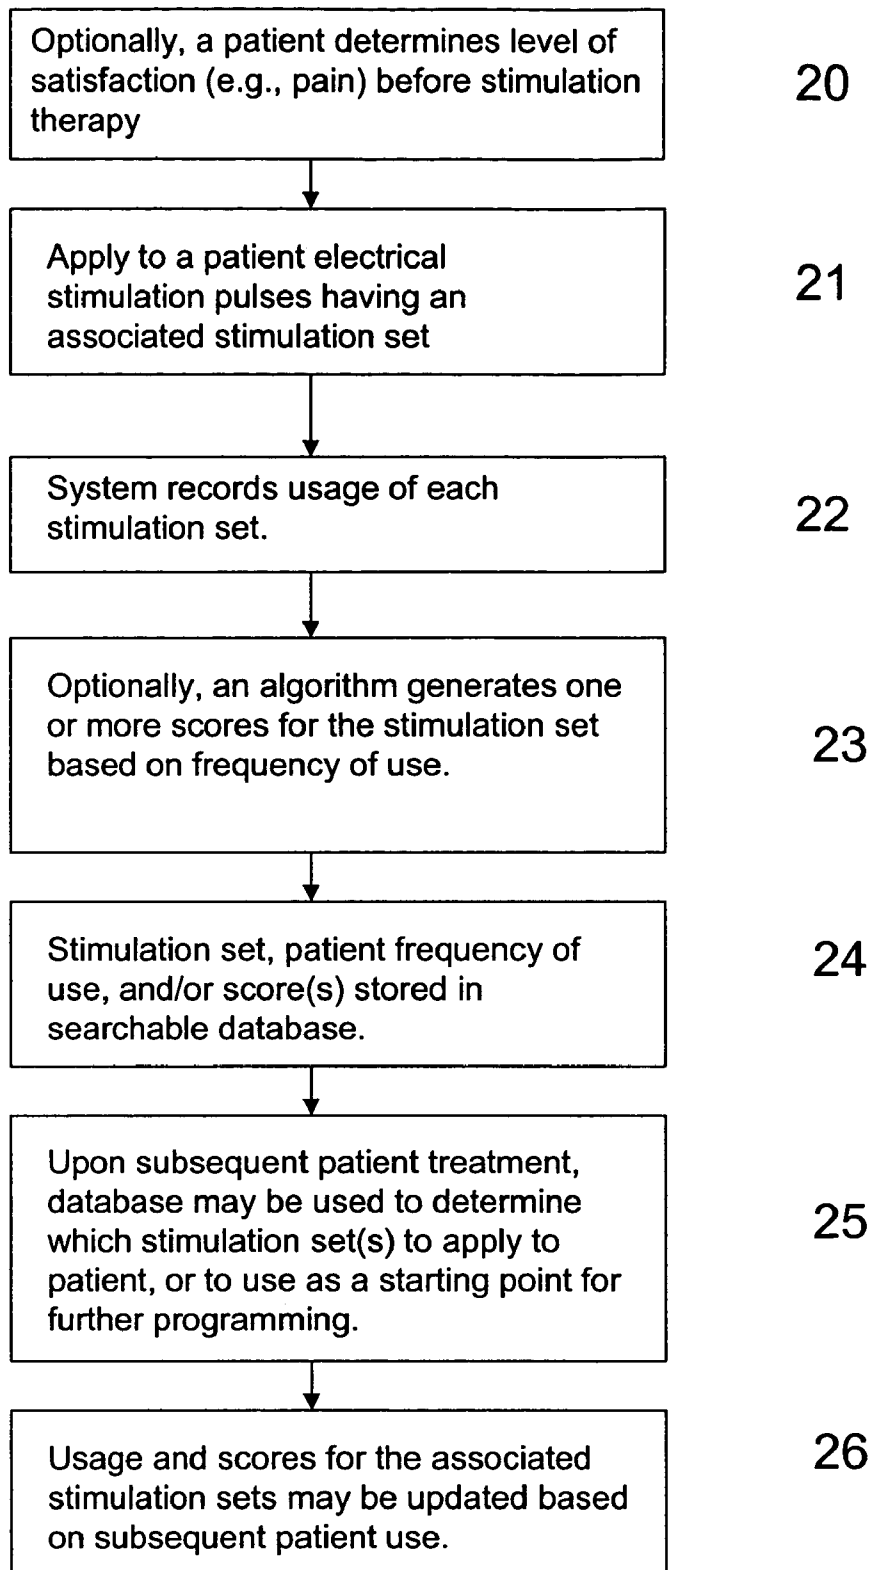 Optionally, a patient determines level of
satisfaction (e.g., pain) before stimulation
therapy
20
Apply to a patient electrical
stimulation pulses having an
associated stimulation set
21
System records usage of each
stimulation set.
22
Optionally, an algorithm generates one
or more scores for the stimulation set
based on frequency of use.
23
Stimulation set, patient frequency of
use, and/or score(s) stored in
searchable database.
24
Upon subsequent patient treatment,
database may be used to determine
which stimulation set(s) to apply to
patient, or to use as a starting point for
further programming.
25
Usage and scores for the associated
stimulation sets may be updated based
on subsequent patient use.
26